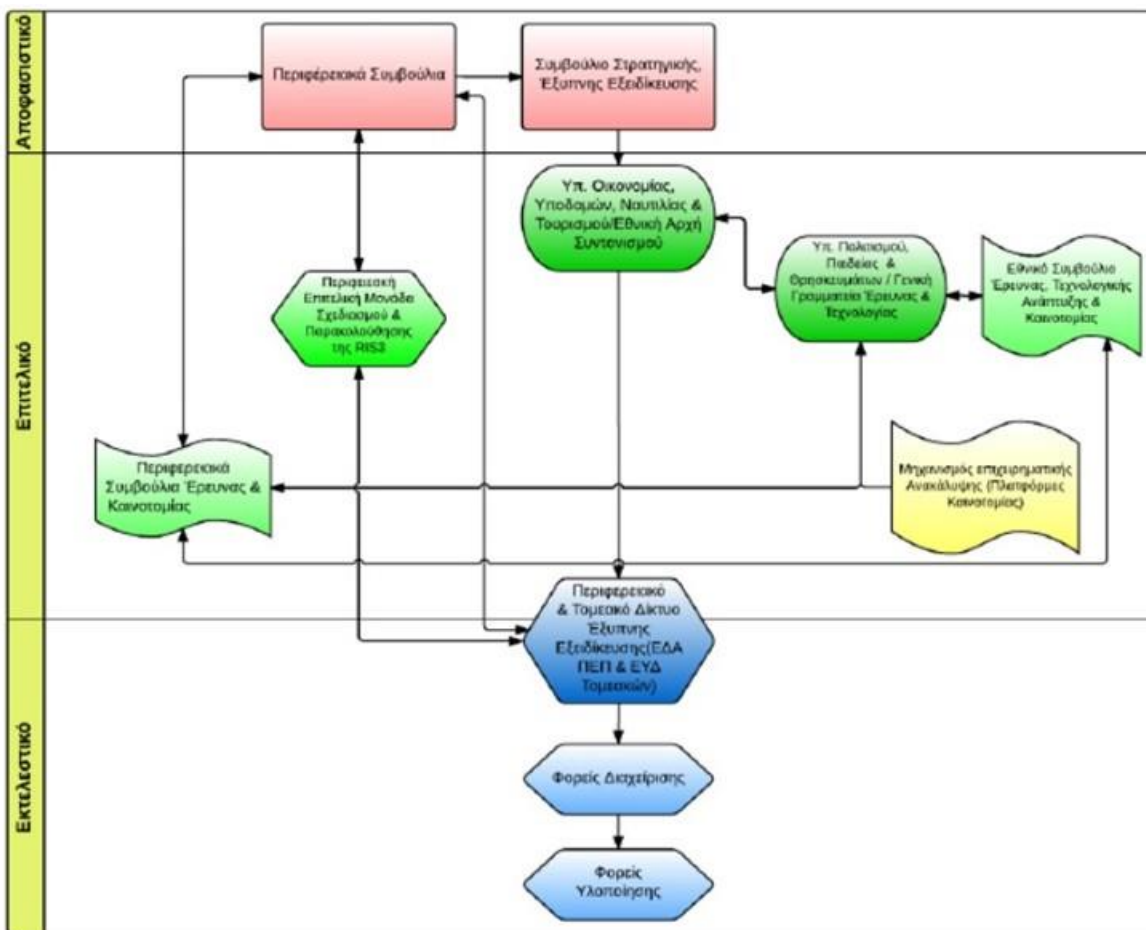 Αποφασιστικό
Περιφέρειακά Συμβούλια
Συμβούλιο Στρατηγικής,
Έξυπνης Εξειδίκευσης
Επιτελικό
Υπ. Οικονομίας,
Υποδομών, Ναυτιλίας &
Τουρισμού/Εθνική Αρχή
Συντονισμού
Υπ. Πολιτισμού,
Παιδείας &
Θρησκευμάτων / Γενική
Γραμματεία Έρευνας &
Τεχνολογίας
Εθνικό Συμβούλιο
Έρευνας, Τεχνολογικής
Ανάπτυξης &
Καινοτομίας
Περιφειεακή
Επιτελική Μονάδα
Σχεδιασμού &
Παρακολούθησης
της RIS3
Περιφερειακά
Συμβούλια Έρευνας &
Καινοτομίας
Μηχανισμός επιχειρηματικής
Ανακάλυψης (Πλατφόρμες
Καινοτομίας)
Εκτελεστικό
Περιφερειακό
& Τομεακό Δίκτυο
Έξυπνης
Εξειδίκευσης(ΕΔΑ
ΠΕΠ & ΕΥΔ
Τομεακών)
Φορείς Διαχείρισης
Φορείς
Υλοποίησης